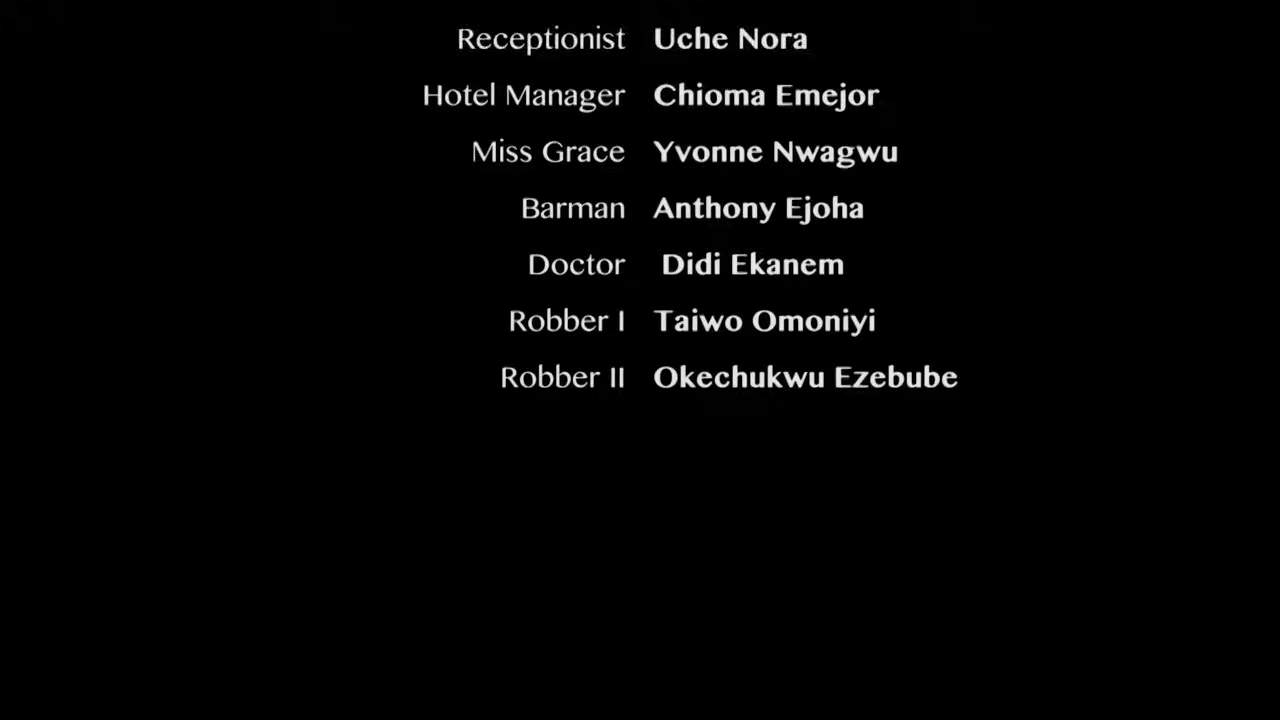 Receptionist Uche Nora
Hotel Manager Chioma Emejor
Miss Grace Yvonne Nwagwu
Barman Anthony Ejoha
Doctor Didi Ekanem
Robber I Taiwo Omoniyi
Robber II Okechukwu Ezebube